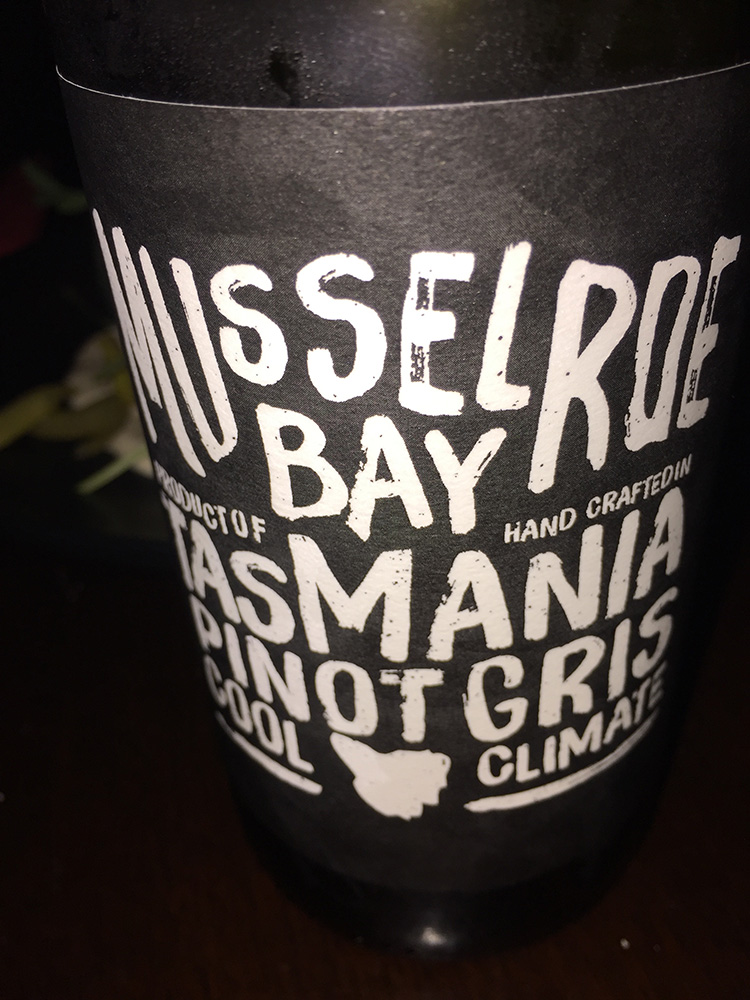 MUSSELROE
BAY
PRODUCT OF HAND CRAFTED IN
TASMANIA
PINOT GRIS
COOL CLIMATE